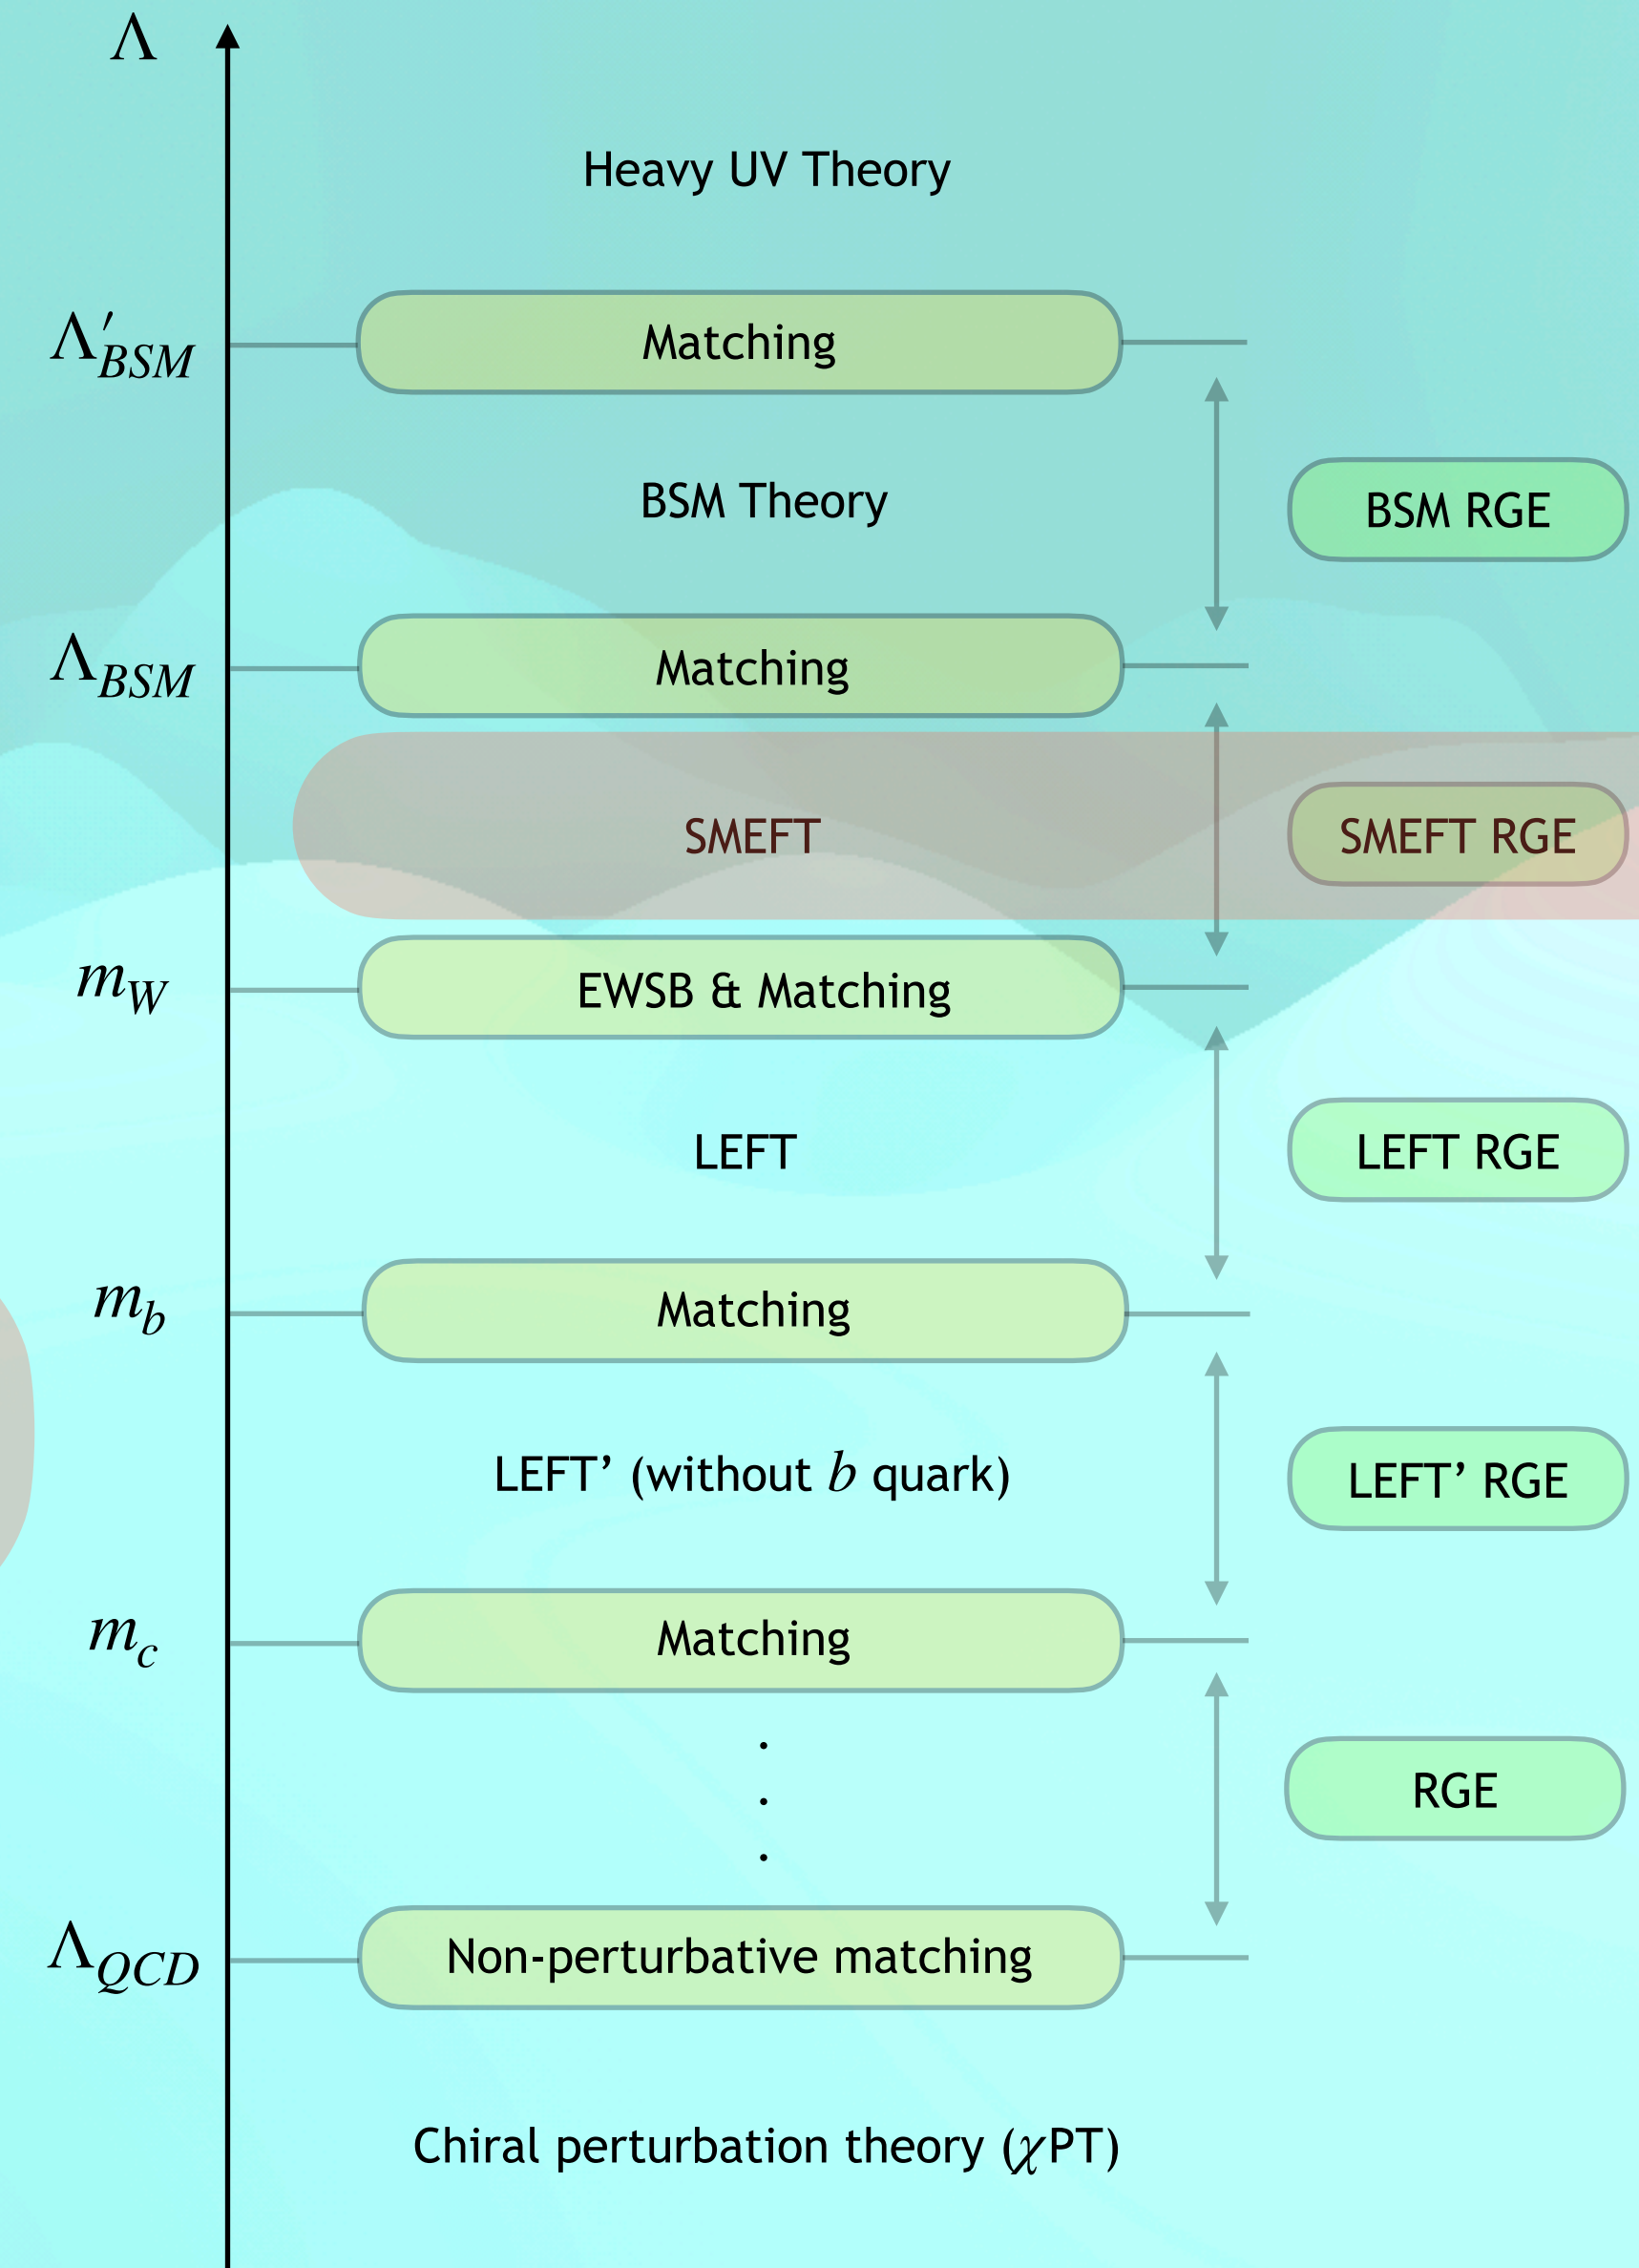 Λ
Heavy UV Theory
Λ′BSM
Matching
BSM Theory
BSM RGE
ΛBSM
Matching
SMEFT
SMEFT RGE
mW
EWSB & Matching
LEFT
LEFT RGE
mb
Matching
LEFT’ (without b quark)
LEFT’ RGE
mc
Matching
.
.
.
RGE
ΛQCD
Non-perturbative matching
Chiral perturbation theory (χPT)